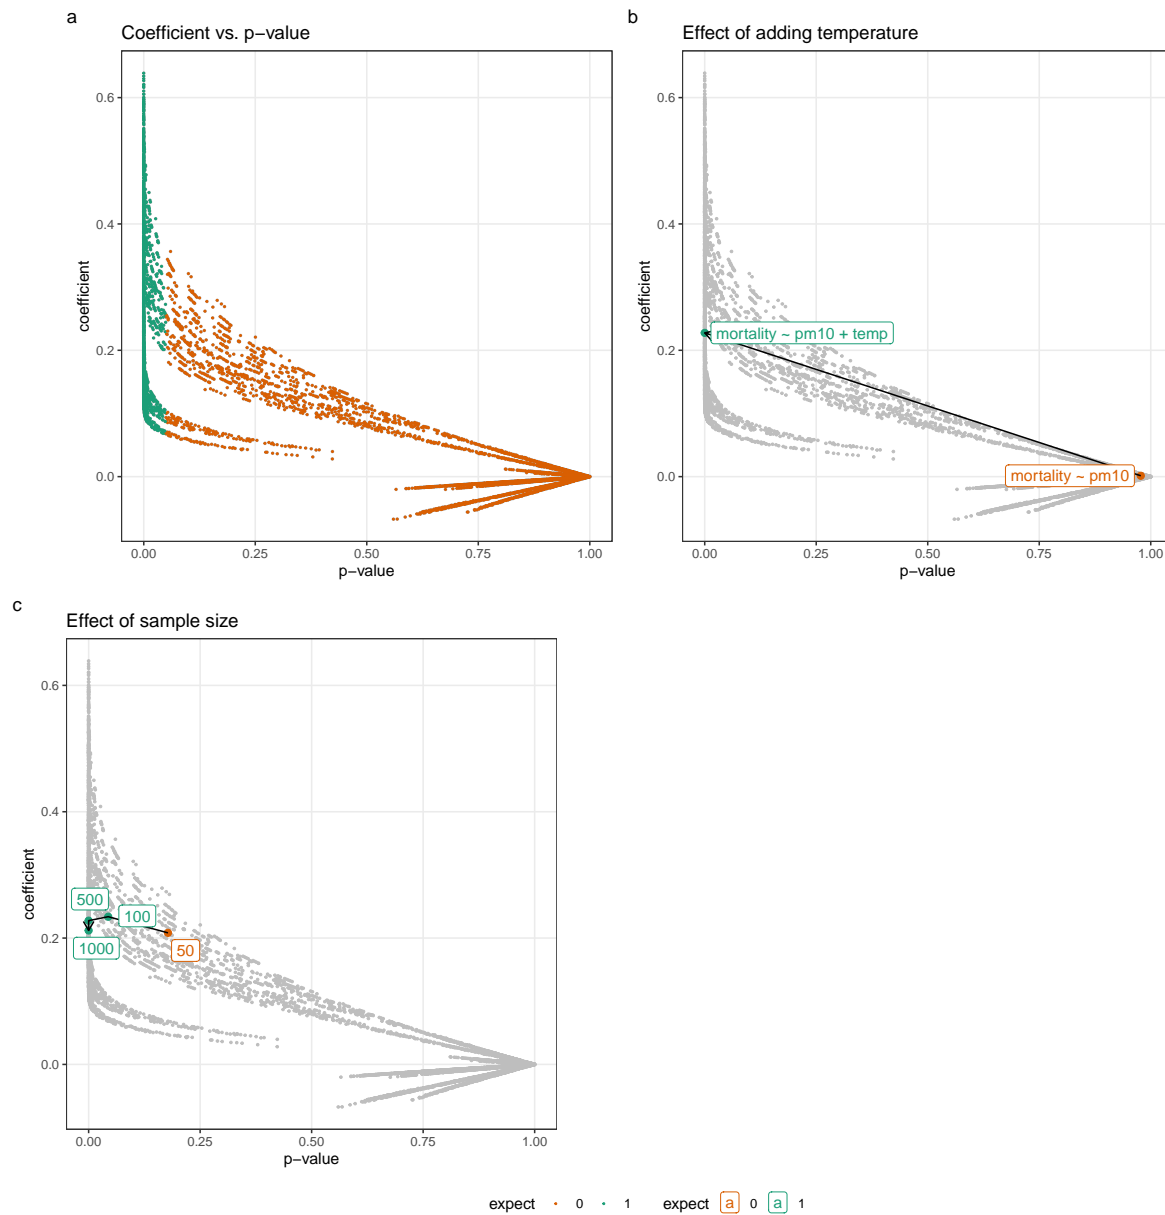 a
Coefficient vs. p−value
0.6
0.4
0.2
0.0
coefficient
0.00 0.25 0.50 0.75 1.00
p−value
b
Effect of adding temperature
0.6
0.4
0.2
0.0
coefficient
mortality ~ pm10 + temp
mortality ~ pm10
0.00 0.25 0.50 0.75 1.00
p−value
c
Effect of sample size
0.6
0.4
0.2
0.0
coefficient
500
100
1000
50
0.00 0.25 0.50 0.75 1.00
p−value
expect 0 1 expect a 0 a 1